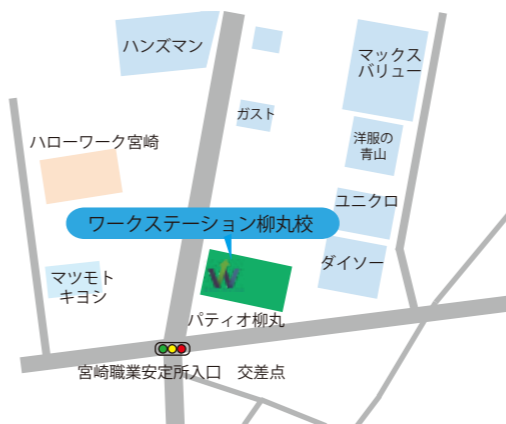 ハンズマン
マックス
バリュー
ガスト
洋服の
青山
ハローワーク宮崎
ユニクロ
ワークステーション柳丸校
ダイソー
マツモト
キヨシ
W
パティオ柳丸
宮崎職業安定所入口　交差点